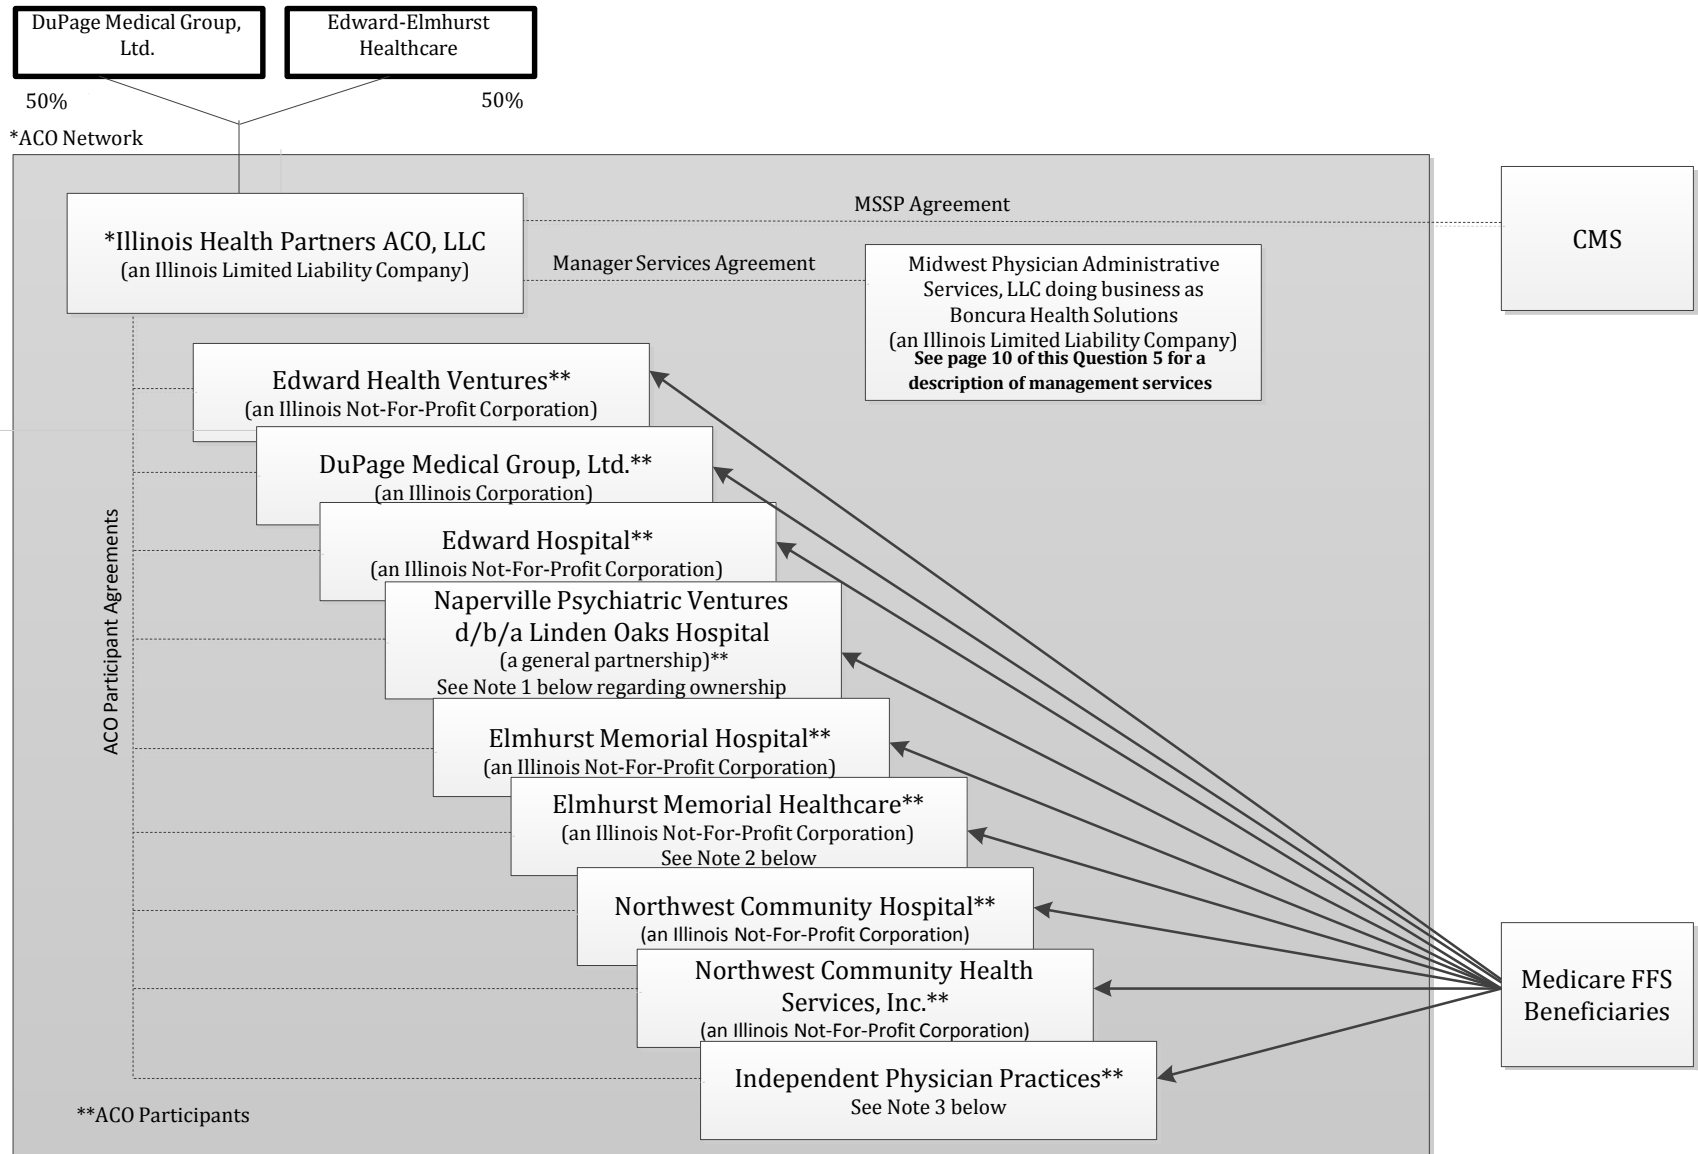 DuPage Medical Group,
Ltd.
Edward-Elmhurst
Healthcare
50%
50%
*ACO Network
*Illinois Health Partners ACO, LLC
(an Illinois Limited Liability Company)
MSSP Agreement
CMS
Manager Services Agreement
Midwest Physician Administrative
Services, LLC doing business as
Boncura Health Solutions
(an Illinois Limited Liability Company)
See page 10 of this Question 5 for a
description of management services
ACO Participant Agreements
Edward Health Ventures**
(an Illinois Not-For-Profit Corporation)
DuPage Medical Group, Ltd.**
(an Illinois Corporation)
Edward Hospital**
(an Illinois Not-For-Profit Corporation)
Naperville Psychiatric Ventures
d/b/a Linden Oaks Hospital
(a general partnership)**
See Note 1 below regarding ownership
Elmhurst Memorial Hospital**
(an Illinois Not-For-Profit Corporation)
Elmhurst Memorial Healthcare**
(an Illinois Not-For-Profit Corporation)
See Note 2 below
Northwest Community Hospital**
(an Illinois Not-For-Profit Corporation)
Northwest Community Health
Services, Inc.**
(an Illinois Not-For-Profit Corporation)
Independent Physician Practices**
See Note 3 below
Medicare FFS
Beneficiaries
**ACO Participants